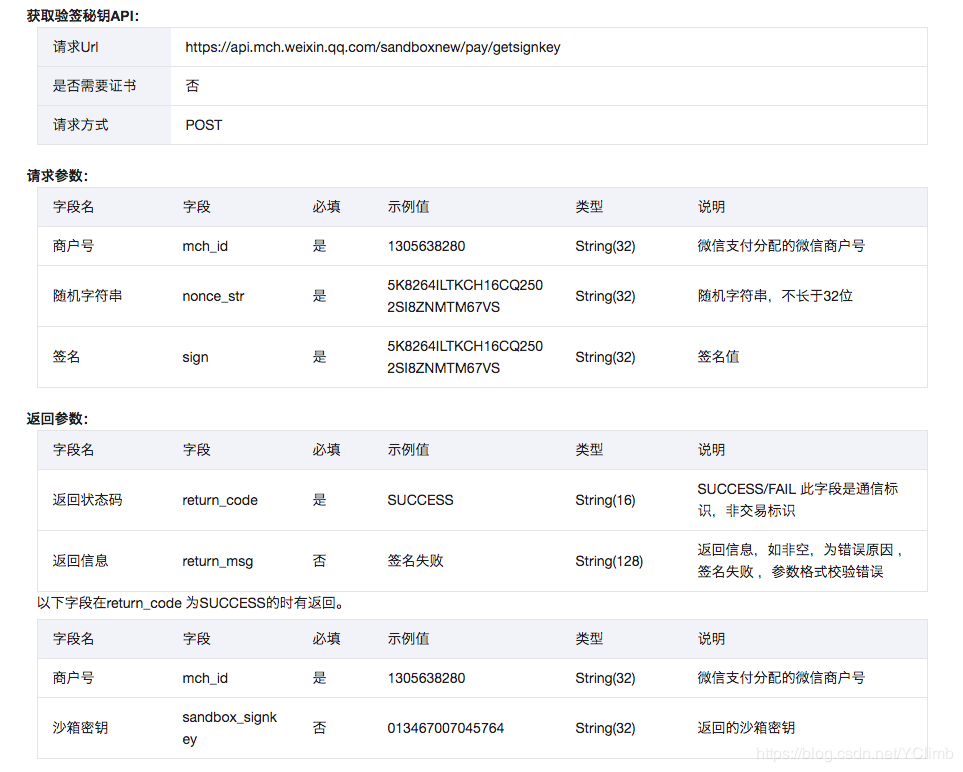 获取验签秘钥API：
请求Url https://api.mch.weixin.qq.com/sandboxnew/pay/getsignkey
是否需要证书 否
请求方式 POST
请求参数：
字段名 字段 必填 示例值 类型 说明
商户号 mch_id 是 1305638280 String(32) 微信支付分配的微信商户号
随机字符串 nonce_str 是 5K8264ILTKCH16CQ250
2SI8ZNMTM67VS String(32) 随机字符串，不长于32位
签名 sign 是 5K8264ILTKCH16CQ250
2SI8ZNMTM67VS String(32) 签名值
返回参数：
字段名 字段 必填 示例值 类型 说明
返回状态码 return_code 是 SUCCESS String(16) SUCCESS/FAIL 此字段是通信标
识，非交易标识
返回信息 return_msg 否 签名失败 String(128) 返回信息，如非空，为错误原因 ，
签名失败 ，参数格式校验错误
以下字段在return_code 为SUCCESS的时有返回。
字段名 字段 必填 示例值 类型 说明
商户号 mch_id 是 1305638280 String(32) 微信支付分配的微信商户号
沙箱密钥 sandbox_signk
ey 否 013467007045764 String(32) 返回的沙箱密钥
https://blog.csdn.net/YClimb